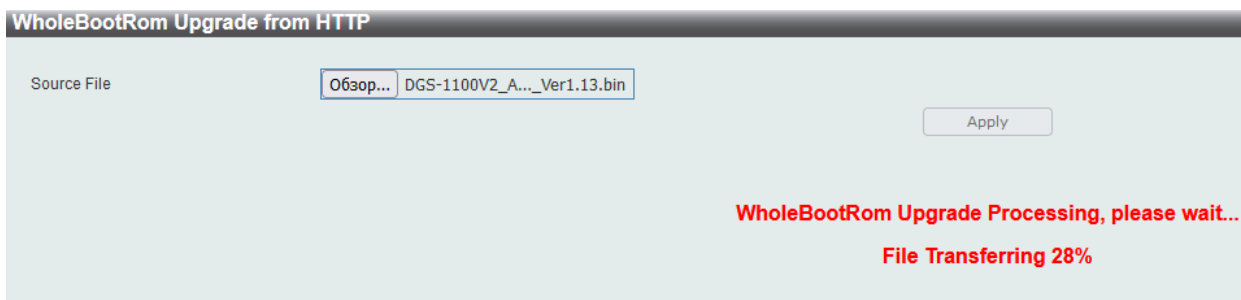 WholeBootRom Upgrade from HTTP
Source File
Обзор... DGS-1100V2_A..._Ver1.13.bin
Apply
WholeBootRom Upgrade Processing, please wait...
File Transferring 28%